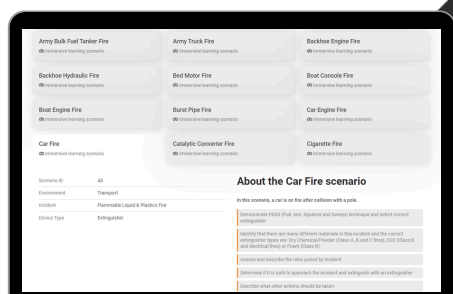 Army Bulk Fuel Tanker Fire
Immersive learning scenario
Army Truck Fire
Immersive learning scenario
Backhoe Engine Fire
Immersive learning scenario
Backhoe Hydraulic Fire
Immersive learning scenario
Bed Motor Fire
Immersive learning scenario
Boat Console Fire
Immersive learning scenario
Boat Engine Fire
Immersive learning scenario
Burst Pipe Fire
Immersive learning scenario
Car Engine Fire
Immersive learning scenario
Car Fire
Immersive learning scenario
Catalytic Converter Fire
Immersive learning scenario
Cigarette Fire
Immersive learning scenario
Scenario ID 43
Environment Transport
Incident Flammable Liquid & Plastics Fire
Device Type Extinguisher
About the Car Fire scenario
In this scenario, a car is on fire after collision with a pole.
Demonstrate PASS (Pull, Aim, Squeeze and Sweep) technique and select correct
extinguisher
Identify that there are many different materials in this incident and the correct
extinguisher types are: Dry Chemical/Powder (Class A, B and C fires), CO2 (Class B
and electrical fires) or Foam (Class B).
Assess and describe the risks posed by incident
Determine if it is safe to approach the incident and extinguish with an extinguisher.
Describe what other actions should be taken